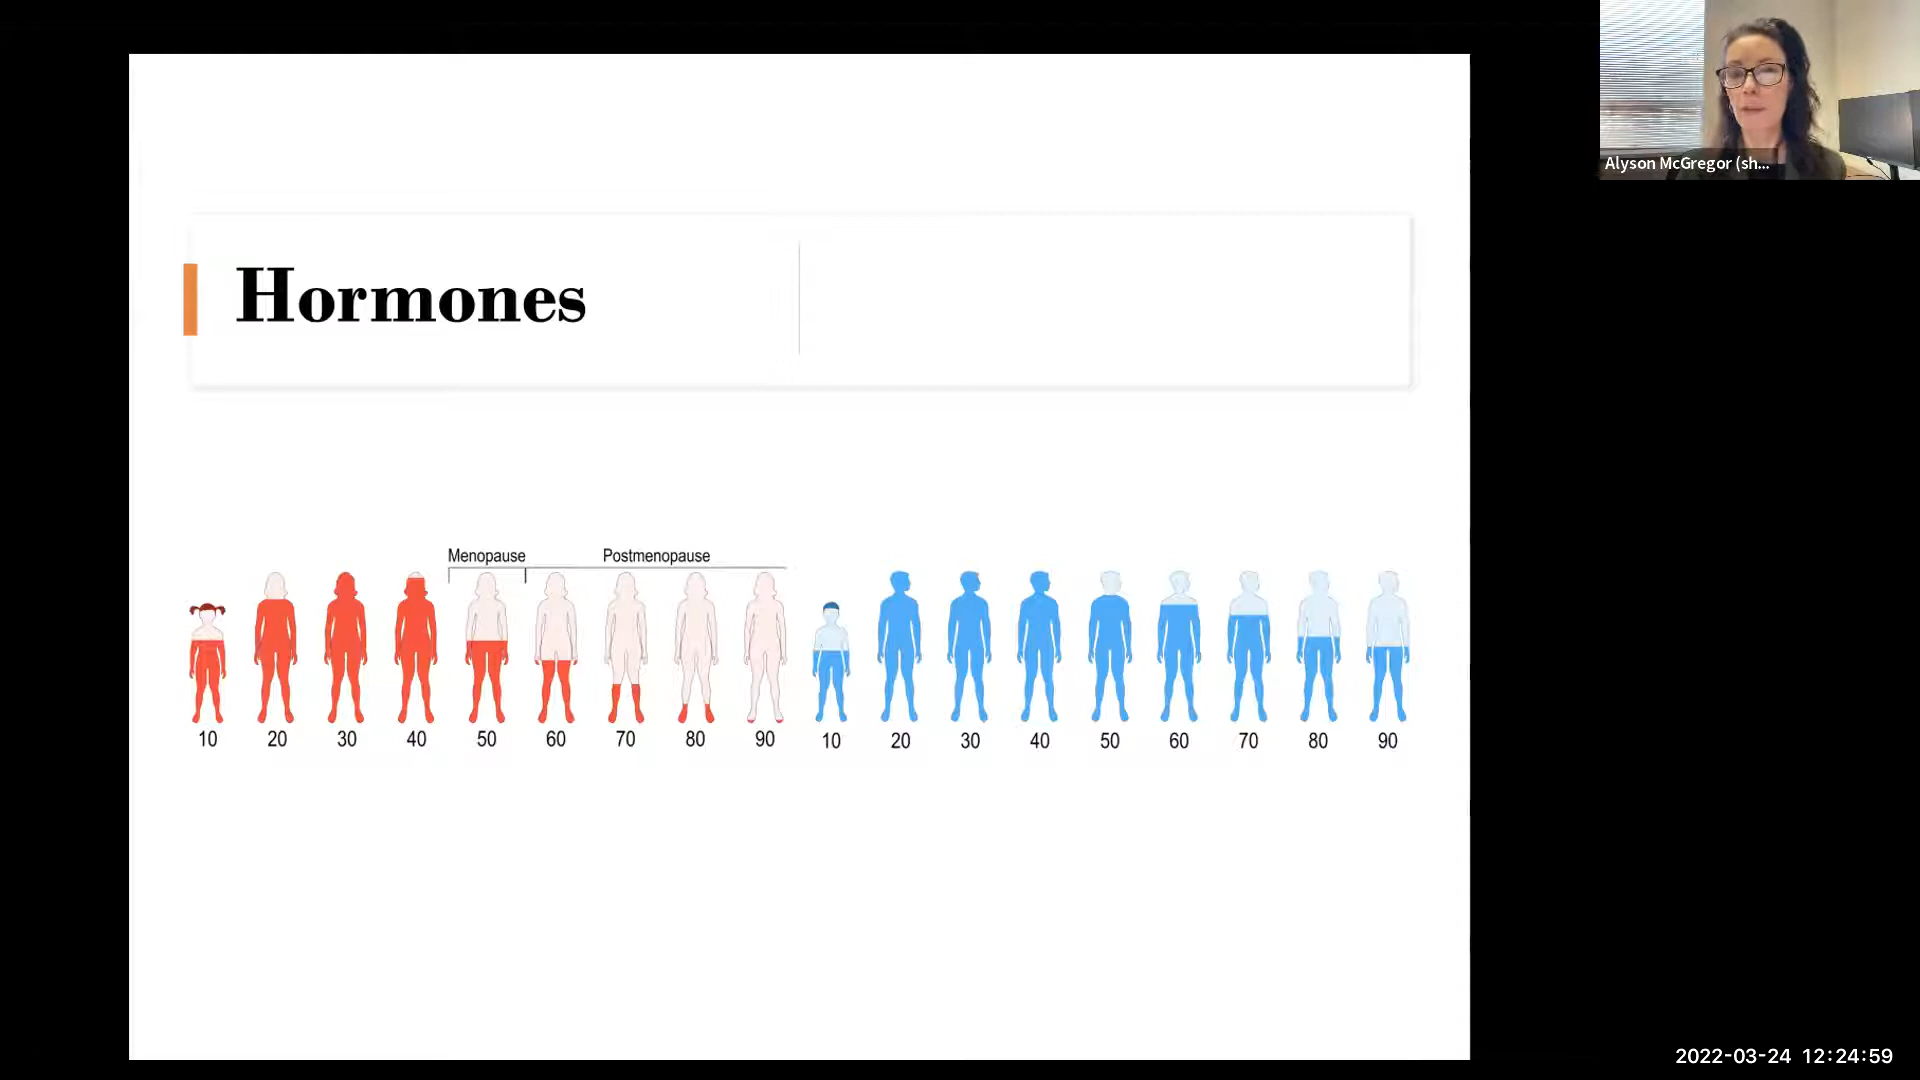 Alyson McGregor (sh...
Hormones
Menopause Postmenopause
10 20 30 40 50 60 70 80 90 10 20 30 40 50 60 70 80 90
2022-03-24 12:24:59